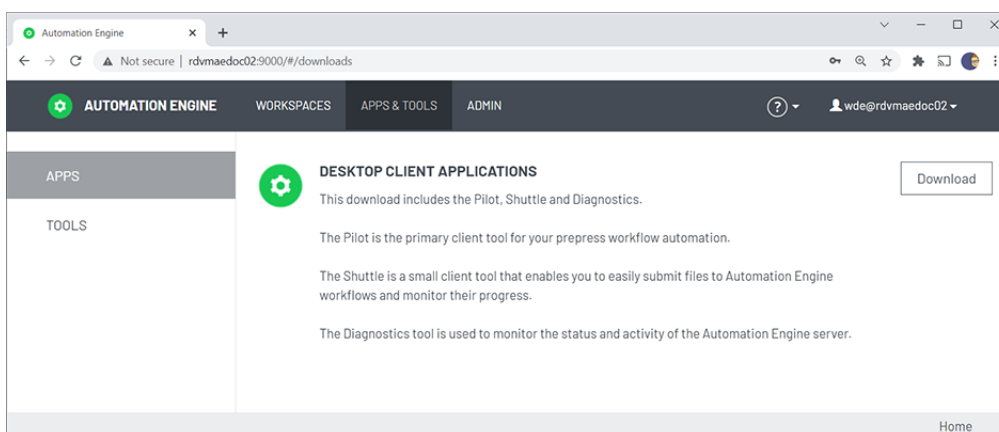 Automation Engine
Not secure | rdvmaedoc02:9000/#/downloads
AUTOMATION ENGINE WORKSPACES APPS & TOOLS ADMIN ? wde@rdvmaedoc02
APPS
TOOLS
DESKTOP CLIENT APPLICATIONS
Download
This download includes the Pilot, Shuttle and Diagnostics.
The Pilot is the primary client tool for your prepress workflow automation.
The Shuttle is a small client tool that enables you to easily submit files to Automation Engine
workflows and monitor their progress.
The Diagnostics tool is used to monitor the status and activity of the Automation Engine server.
Home